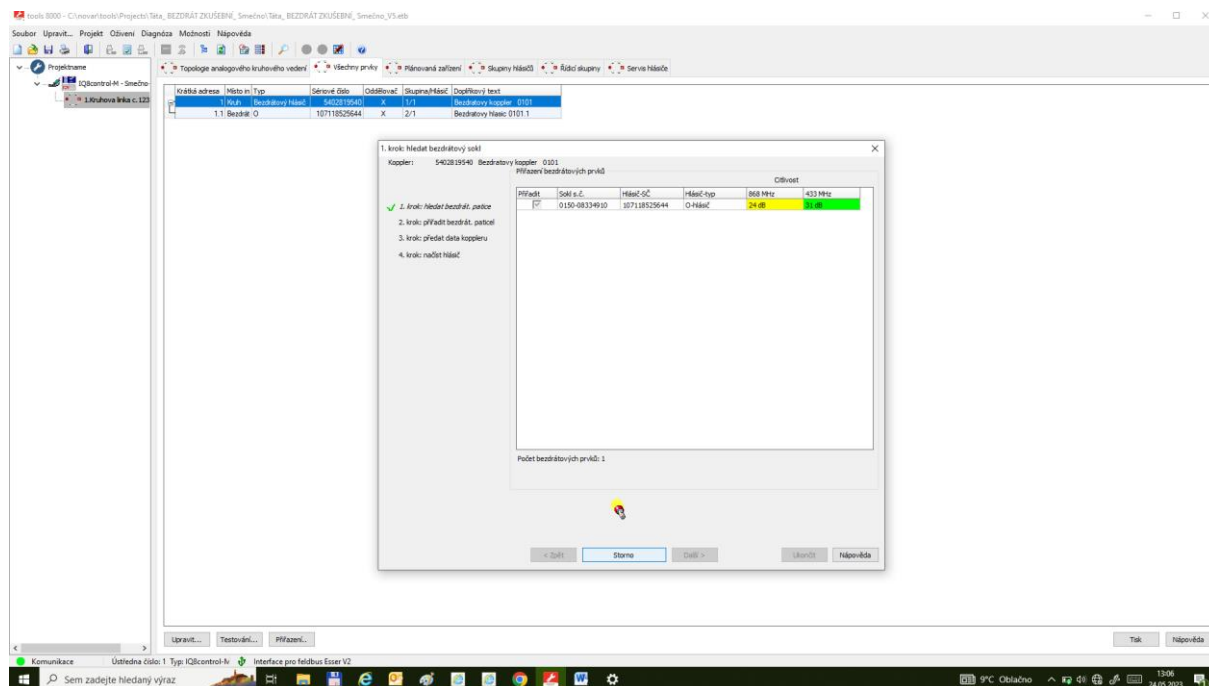 tools 8000 - C:\novar\tools\Projects\Táta_ BEZDRÁT ZKUŠEBNÍ_ Smečno\Táta_ BEZDRÁT ZKUŠEBNÍ_ Smečno_V5.etb
Soubor Upravit... Projekt Oživení Diagnóza Možnosti Nápověda
Projektname
IQ8control-M - Smečno-
1.Kruhova linka c. 123
Topologie analogového kruhového vedení Všechny prvky Plánovaná zařízení Skupiny hlásičů Řídicí skupiny Servis hlásiče
Krátká adresa Místo in Typ Sériové číslo Oddělovač Skupina/Hlásič Doplňkový text
1 Kruh Bezdrátový hlásič 5402819540 X 1/1 Bezdratovy koppler 0101
1.1 Bezdrát O 107118525644 X 2/1 Bezdratovy hlasic 0101.1
1. krok: hledat bezdrátový sokl
Koppler: 5402819540 Bezdratovy koppler 0101
Přiřazení bezdrátových prvků
Citlivost
Přiřadit Sokl s.č. Hlásič-SČ Hlásič-typ 868 MHz 433 MHz
0150-08334910 107118525644 O-hlásič 24 dB 31 dB
1. krok: hledat bezdrát. patice
2. krok: přiřadit bezdrát. paticel
3. krok: předat data koppleru
4. krok: načíst hlásič
Počet bezdrátových prvků: 1
< Zpět Storno Další > Ukončit Nápověda
Upravit... Testování... Přiřazení.. Tisk Nápověda
Komunikace Ústředna číslo: 1 Typ: IQ8control-M Interface pro feldbus Esser V2
Sem zadejte hledaný výraz
9°C Oblačno
13:06
24.05.2023